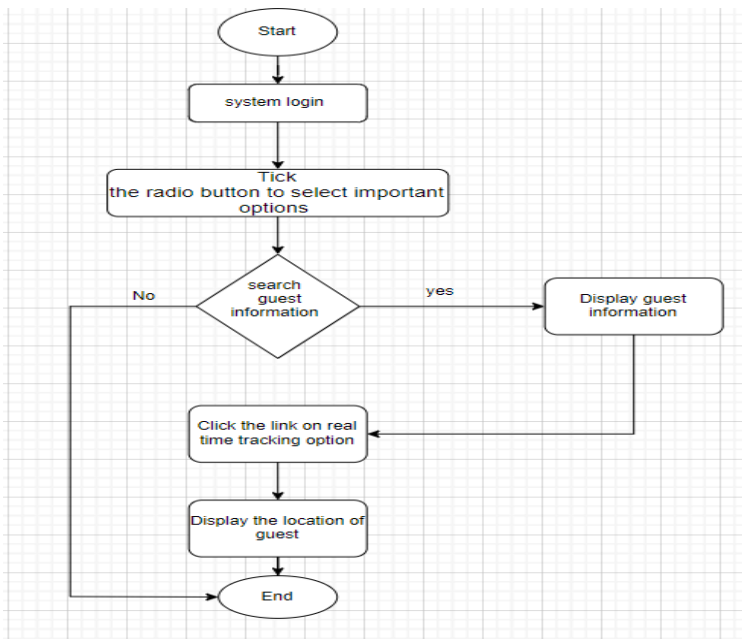 Start
system login
Tick
the radio button to select important
options
search
guest
information
No
yes
Display guest
information
Click the link on real
time tracking option
Display the location of
guest
End